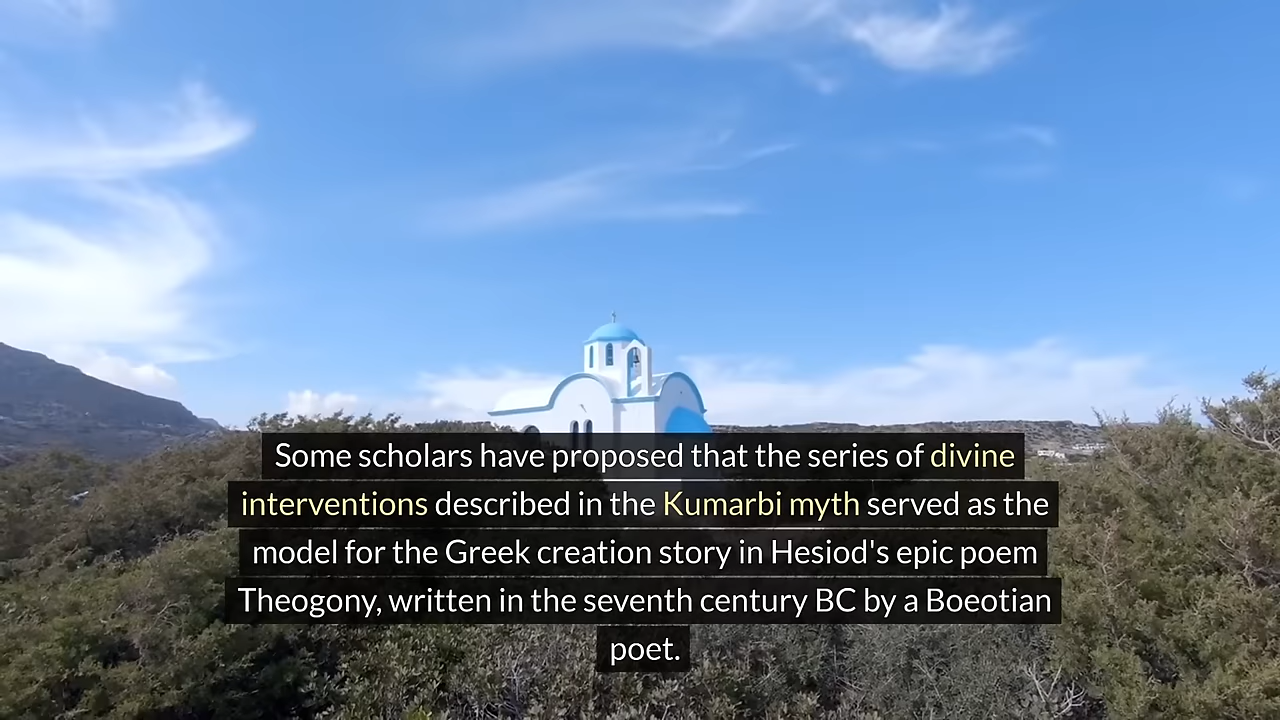 Some scholars have proposed that the series of divine
interventions described in the Kumarbi myth served as the
model for the Greek creation story in Hesiod's epic poem
Theogony, written in the seventh century BC by a Boeotian
poet.